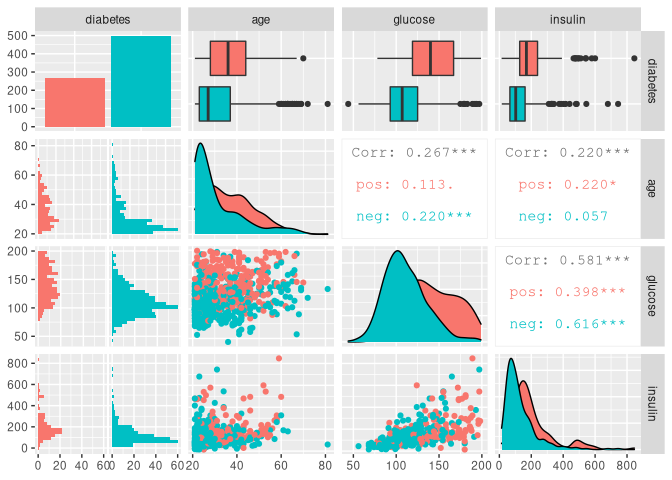 diabetes age glucose insulin
500
400
300
200
100
0
diabetes
80
60
40
20
Corr: 0.267***
pos: 0.113.
neg: 0.220***
Corr: 0.220***
pos: 0.220*
neg: 0.057
age
200
150
100
50
Corr: 0.581***
pos: 0.398***
neg: 0.616***
glucose
800
600
400
200
0
insulin
0 20 40 60 0 20 40 60 20 40 60 80 50 100 150 200 0 200 400 600 800